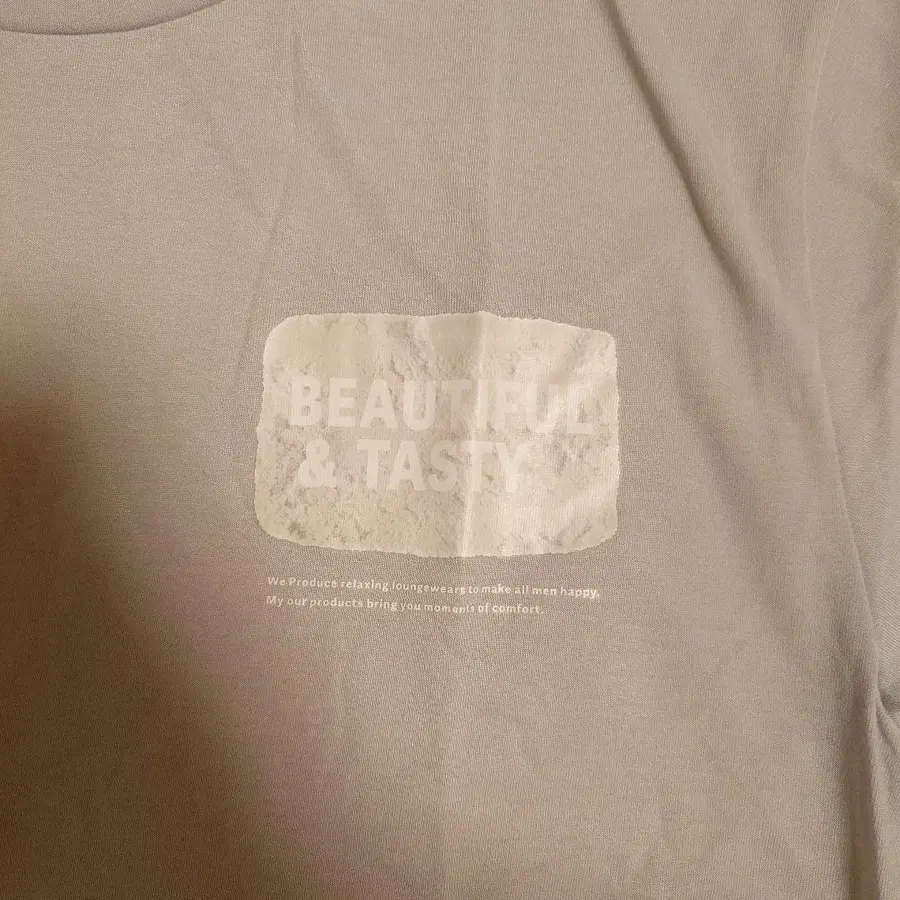 BEAUTIFUL
& TASTY
We Produce relaxing loungewears to make all men happy.
My our products bring you moments of comfort.